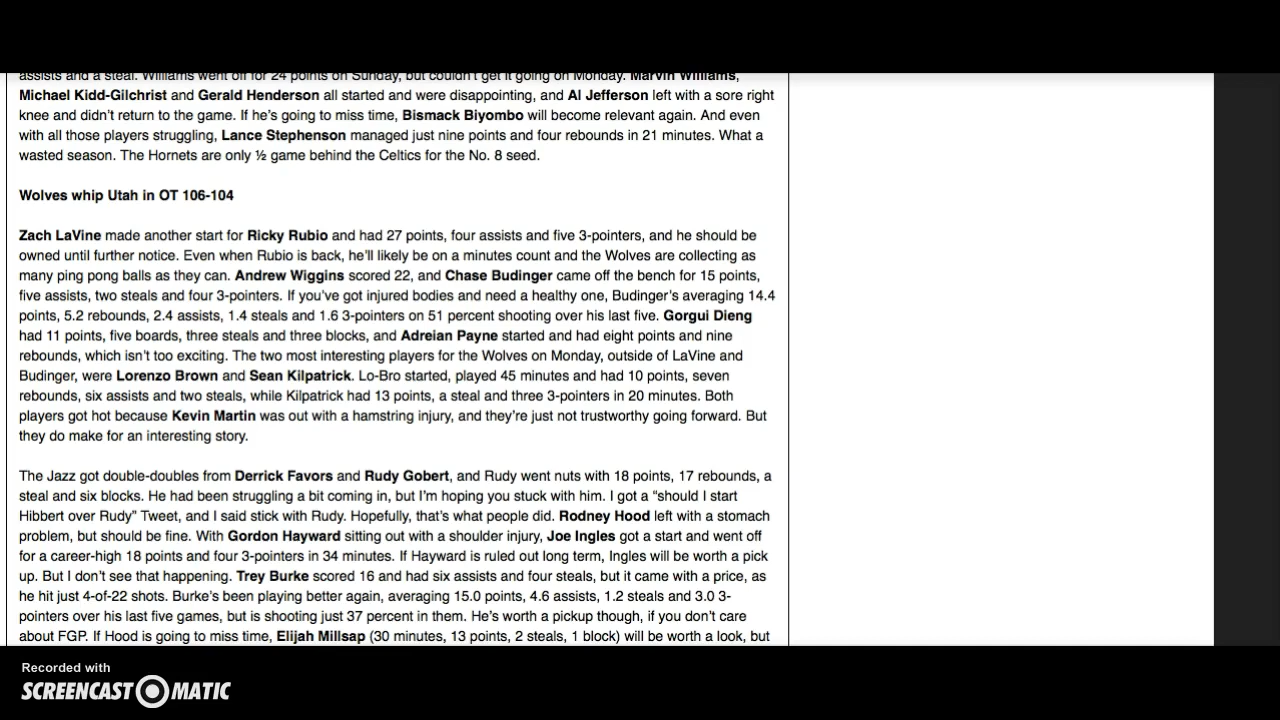 assists and a steal. Williams went off for 24 points on Sunday, but couldn't get it going on Monday. Marvin Williams,
Michael Kidd-Gilchrist and Gerald Henderson all started and were disappointing, and Al Jefferson left with a sore right
knee and didn't return to the game. If he's going to miss time, Bismack Biyombo will become relevant again. And even
with all those players struggling, Lance Stephenson managed just nine points and four rebounds in 21 minutes. What a
wasted season. The Hornets are only ½ game behind the Celtics for the No. 8 seed.
Wolves whip Utah in OT 106-104
Zach LaVine made another start for Ricky Rubio and had 27 points, four assists and five 3-pointers, and he should be
owned until further notice. Even when Rubio is back, he'll likely be on a minutes count and the Wolves are collecting as
many ping pong balls as they can. Andrew Wiggins scored 22, and Chase Budinger came off the bench for 15 points,
five assists, two steals and four 3-pointers. If you've got injured bodies and need a healthy one, Budinger's averaging 14.4
points, 5.2 rebounds, 2.4 assists, 1.4 steals and 1.6 3-pointers on 51 percent shooting over his last five. Gorgui Dieng
had 11 points, five boards, three steals and three blocks, and Adreian Payne started and had eight points and nine
rebounds, which isn't too exciting. The two most interesting players for the Wolves on Monday, outside of LaVine and
Budinger, were Lorenzo Brown and Sean Kilpatrick. Lo-Bro started, played 45 minutes and had 10 points, seven
rebounds, six assists and two steals, while Kilpatrick had 13 points, a steal and three 3-pointers in 20 minutes. Both
players got hot because Kevin Martin was out with a hamstring injury, and they're just not trustworthy going forward. But
they do make for an interesting story.
The Jazz got double-doubles from Derrick Favors and Rudy Gobert, and Rudy went nuts with 18 points, 17 rebounds, a
steal and six blocks. He had been struggling a bit coming in, but I'm hoping you stuck with him. I got a “should I start
Hibbert over Rudy” Tweet, and I said stick with Rudy. Hopefully, that's what people did. Rodney Hood left with a stomach
problem, but should be fine. With Gordon Hayward sitting out with a shoulder injury, Joe Ingles got a start and went off
for a career-high 18 points and four 3-pointers in 34 minutes. If Hayward is ruled out long term, Ingles will be worth a pick
up. But I don't see that happening. Trey Burke scored 16 and had six assists and four steals, but it came with a price, as
he hit just 4-of-22 shots. Burke's been playing better again, averaging 15.0 points, 4.6 assists, 1.2 steals and 3.0 3-
pointers over his last five games, but is shooting just 37 percent in them. He's worth a pickup though, if you don't care
about FGP. If Hood is going to miss time, Elijah Millsap (30 minutes, 13 points, 2 steals, 1 block) will be worth a look, but
Recorded with
SCREENCAST MATIC